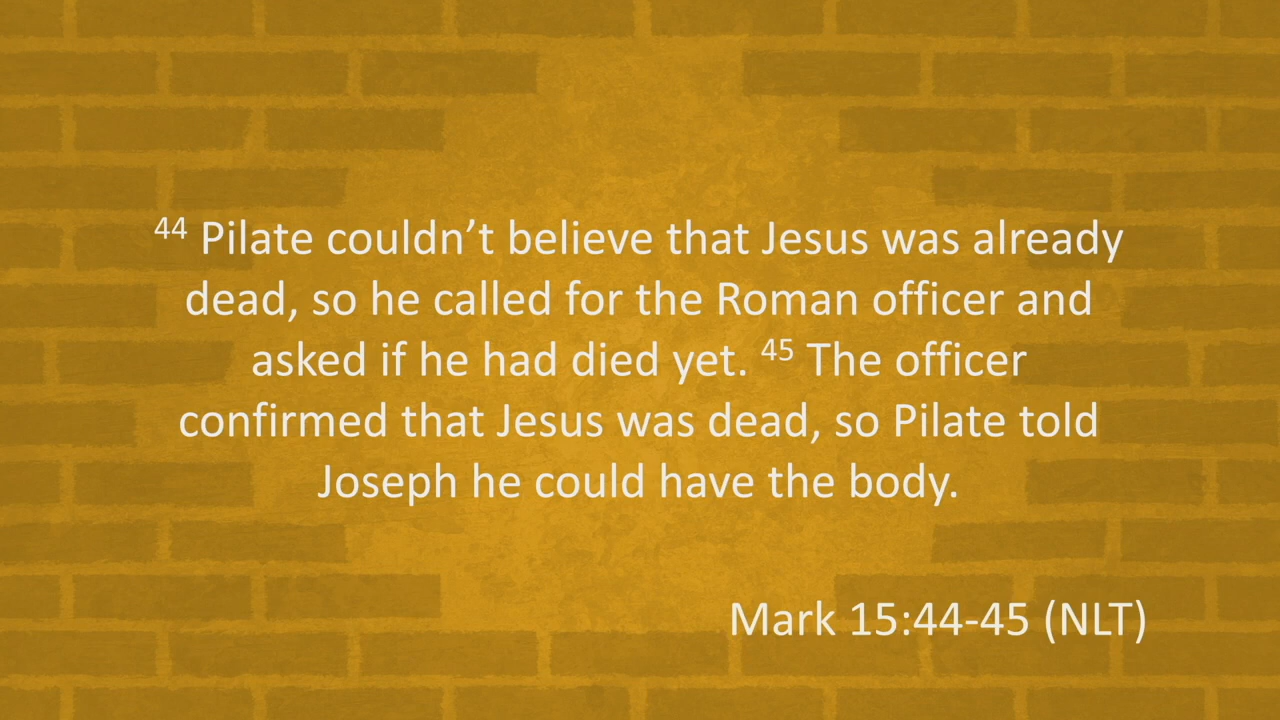 44 Pilate couldn’t believe that Jesus was already
dead, so he called for the Roman officer and
asked if he had died yet. 45 The officer
confirmed that Jesus was dead, so Pilate told
Joseph he could have the body.
Mark 15:44-45 (NLT)